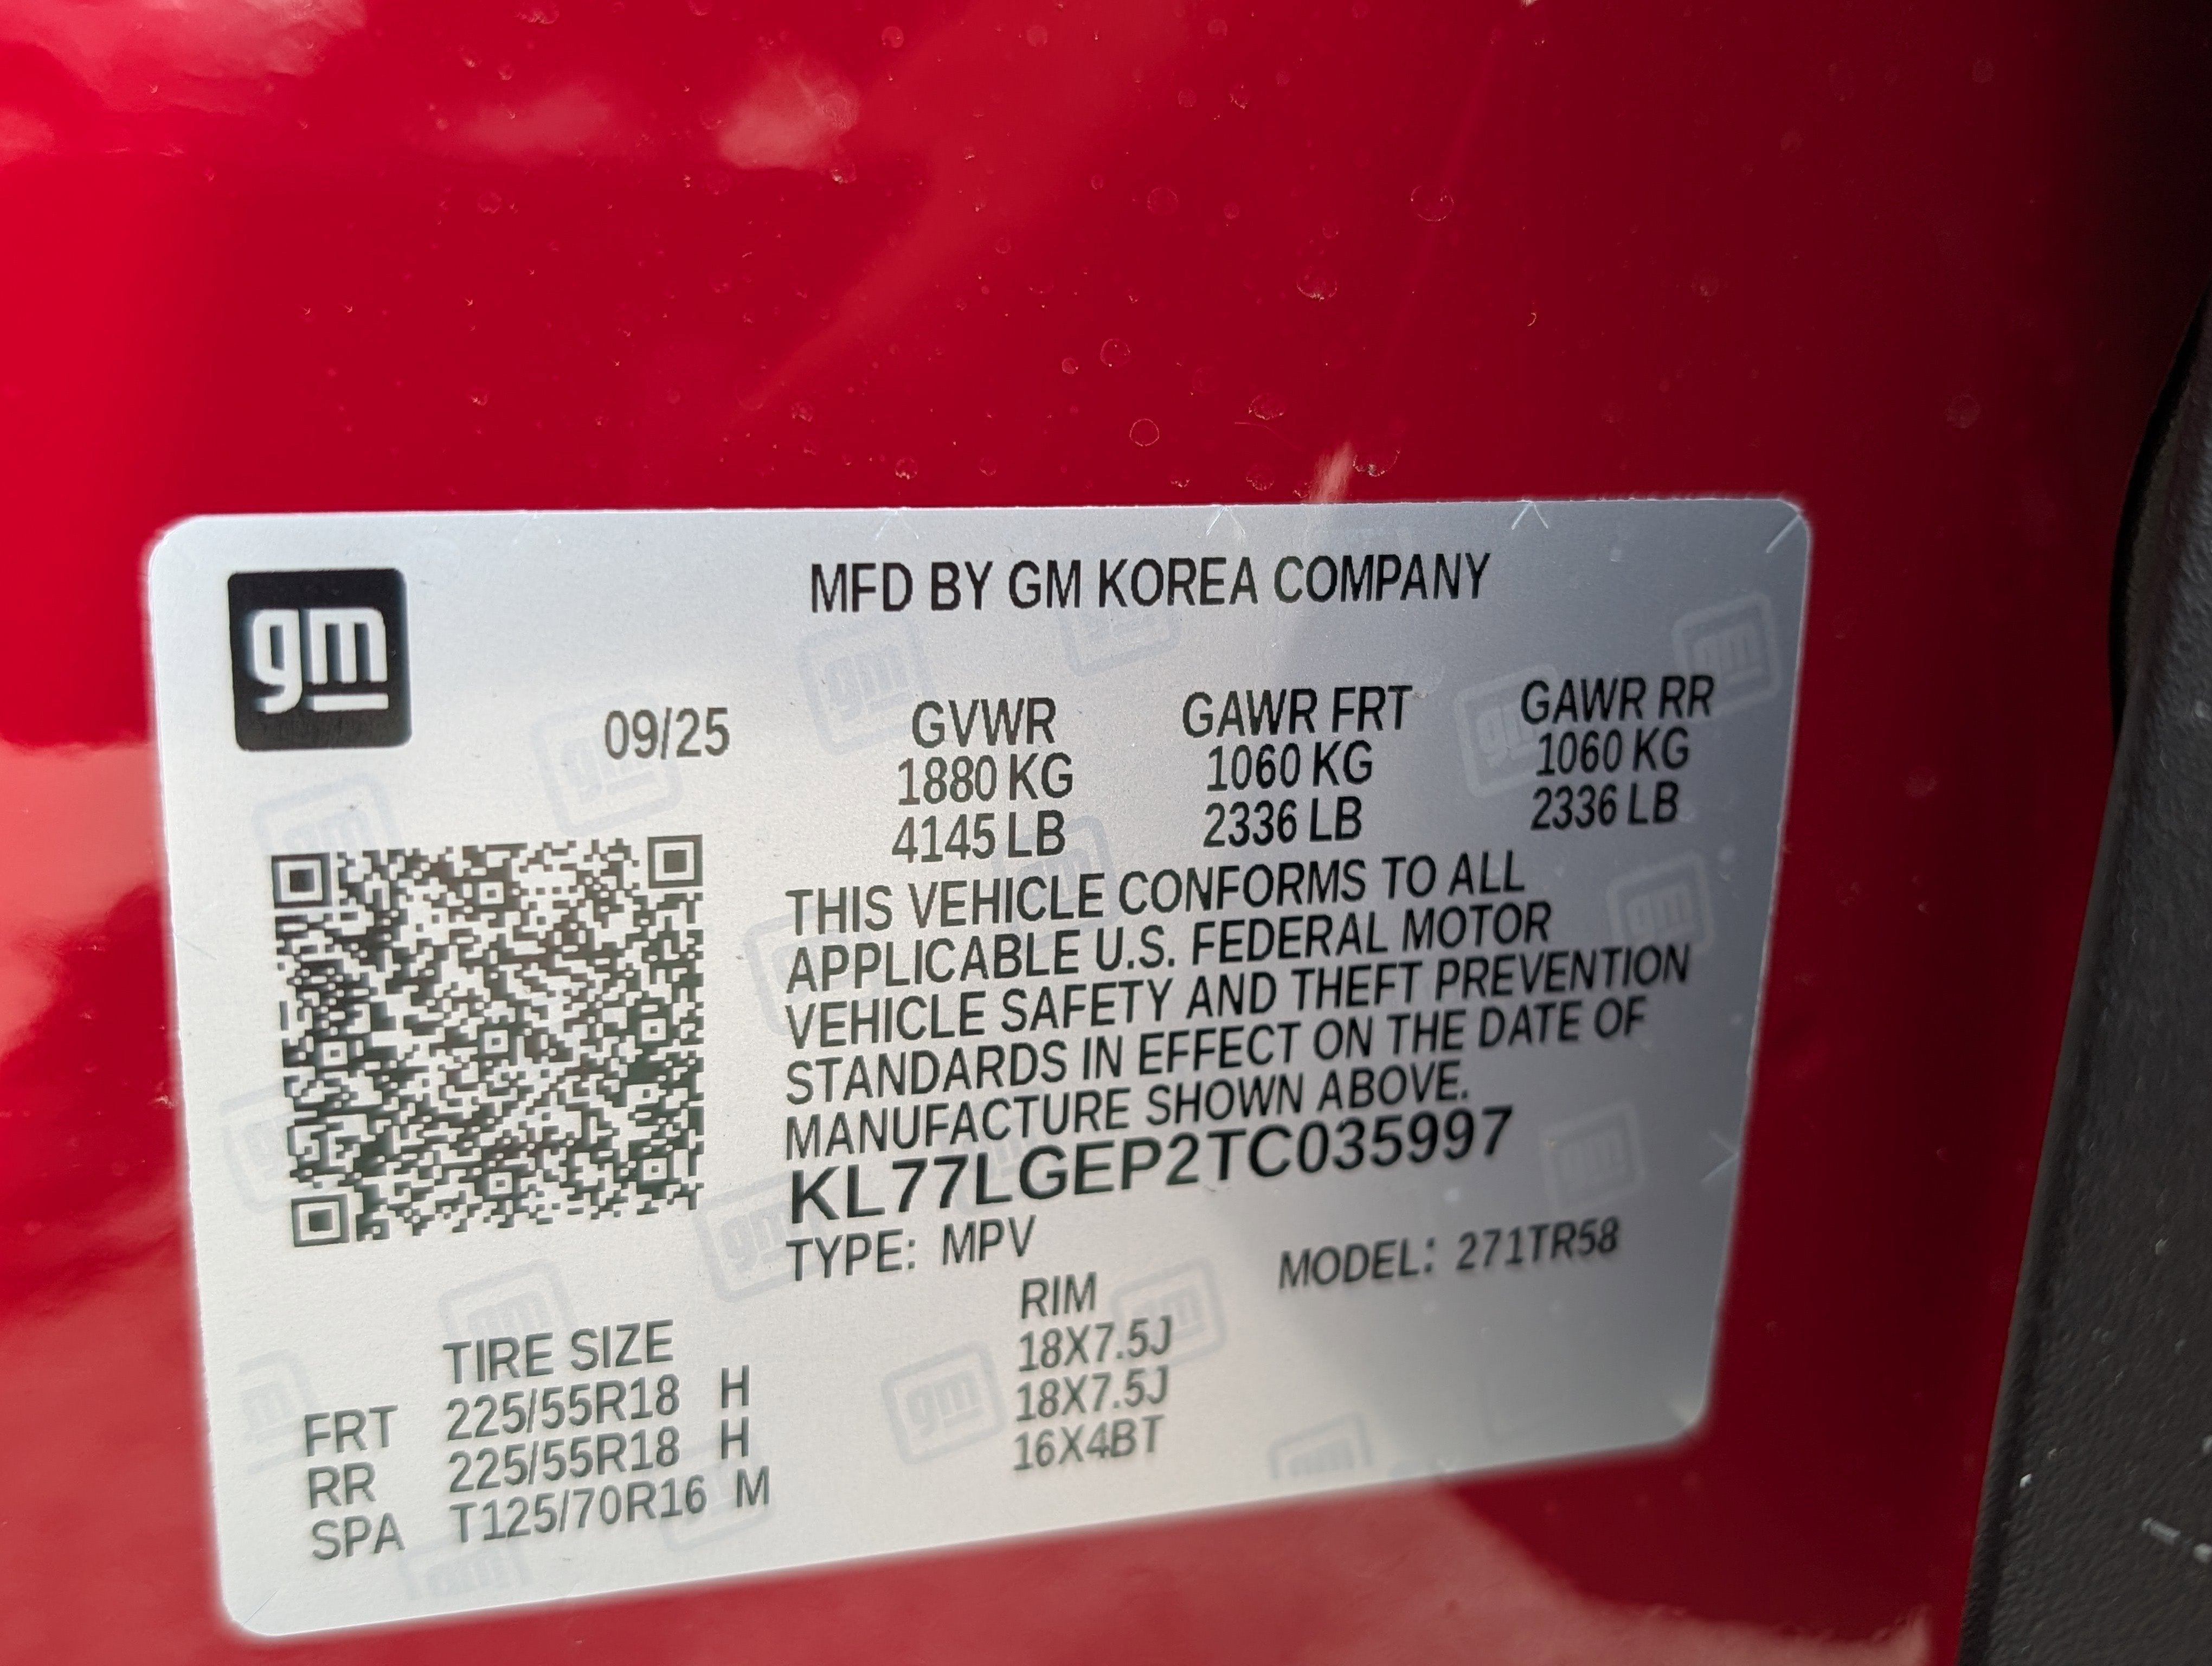 gm
MFD BY GM KOREA COMPANY
09/25
GVWR GAWR FRT GAWR RR
1880 KG 1060 KG 1060 KG
4145 LB 2336 LB 2336 LB
THIS VEHICLE CONFORMS TO ALL
APPLICABLE U.S. FEDERAL MOTOR
VEHICLE SAFETY AND THEFT PREVENTION
STANDARDS IN EFFECT ON THE DATE OF
MANUFACTURE SHOWN ABOVE.
KL77LGEP2TC035997
TYPE: MPV MODEL: 271TR58
TIRE SIZE RIM
FRT 225/55R18 H 18X7.5J
RR 225/55R18 H 18X7.5J
SPA T125/70R16 M 16X4BT